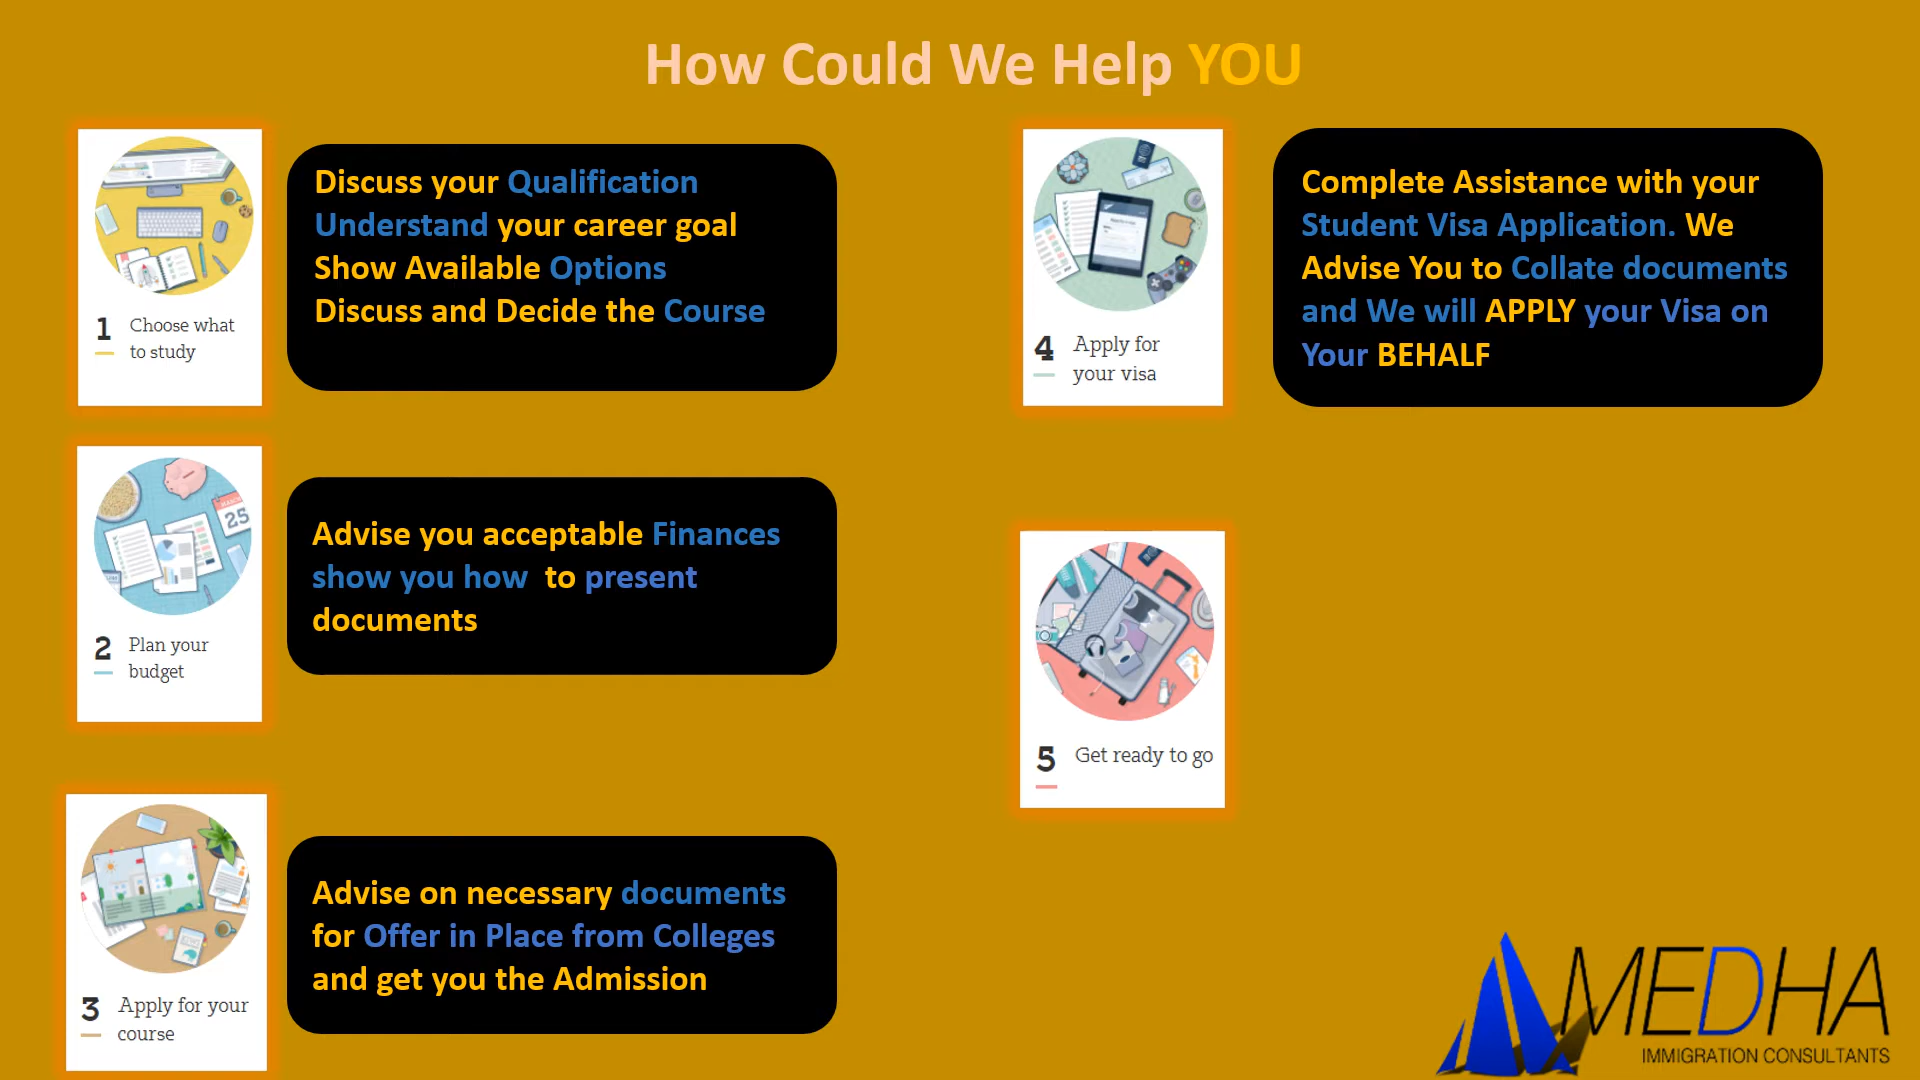 How Could We Help YOU
1 Choose what
to study
Discuss your Qualification
Understand your career goal
Show Available Options
Discuss and Decide the Course
2 Plan your
budget
25
Advise you acceptable Finances
show you how to present
documents
3 Apply for your
course
Advise on necessary documents
for Offer in Place from Colleges
and get you the Admission
4 Apply for
your visa
Complete Assistance with your
Student Visa Application. We
Advise You to Collate documents
and We will APPLY your Visa on
Your BEHALF
5 Get ready to go
MEDHA
IMMIGRATION CONSULTANTS